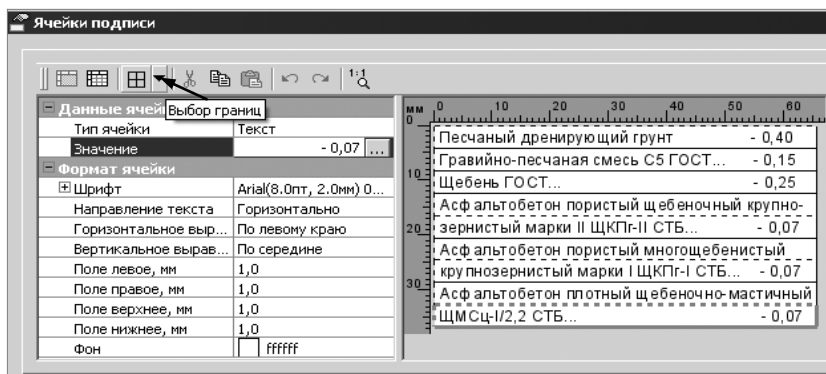 Ячейки подписи
1:1
Выбор границ
Данные ячей
Тип ячейки Текст
Значение - 0,07 ...
Формат ячейки
Шрифт Arial(8.0пт, 2.0мм) 0...
Направление текста Горизонтально
Горизонтальное выр... По левому краю
Вертикальное вырав... По середине
Поле левое, мм 1,0
Поле правое, мм 1,0
Поле верхнее, мм 1,0
Поле нижнее, мм 1,0
Фон ffffff
мм 0 10 20 30 40 50 60
0
10
20
30
Песчаный дренирующий грунт - 0,40
Гравийно-песчаная смесь С5 ГОСТ... - 0,15
Щебень ГОСТ... - 0,25
Асфальтобетон пористый щебеночный крупно-
зернистый марки II ЩКПг-II СТБ... - 0,07
Асфальтобетон пористый многощебенистый
крупнозернистый марки I ЩКПг-I СТБ... - 0,07
Асфальтобетон плотный щебеночно-мастичный
ЩМСц-I/2,2 СТБ... - 0,07